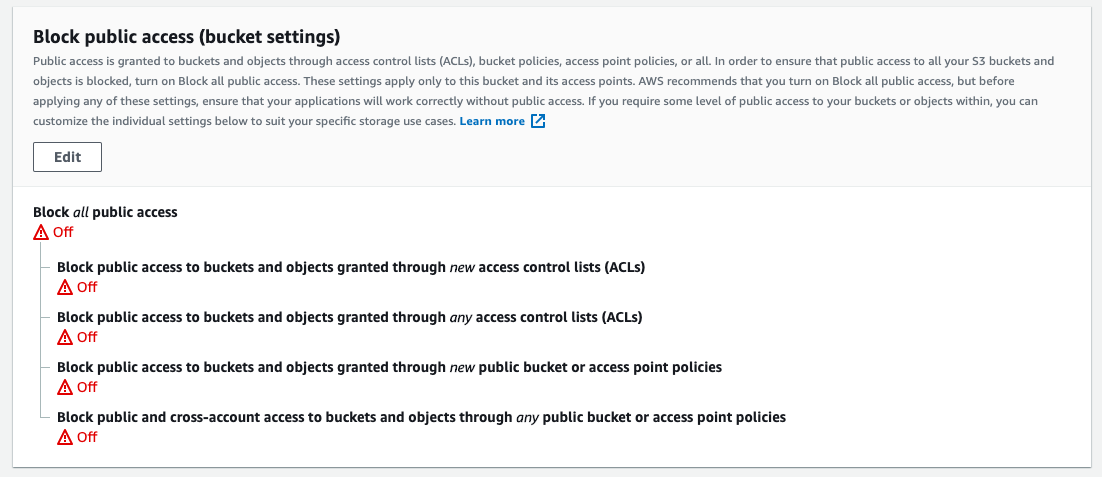 Block public access (bucket settings)
Public access is granted to buckets and objects through access control lists (ACLs), bucket policies, access point policies, or all. In order to ensure that public access to all your S3 buckets and
objects is blocked, turn on Block all public access. These settings apply only to this bucket and its access points. AWS recommends that you turn on Block all public access, but before
applying any of these settings, ensure that your applications will work correctly without public access. If you require some level of public access to your buckets or objects within, you can
customize the individual settings below to suit your specific storage use cases. Learn more
Edit
Block all public access
Off
Block public access to buckets and objects granted through new access control lists (ACLs)
Off
Block public access to buckets and objects granted through any access control lists (ACLs)
Off
Block public access to buckets and objects granted through new public bucket or access point policies
Off
Block public and cross-account access to buckets and objects through any public bucket or access point policies
Off